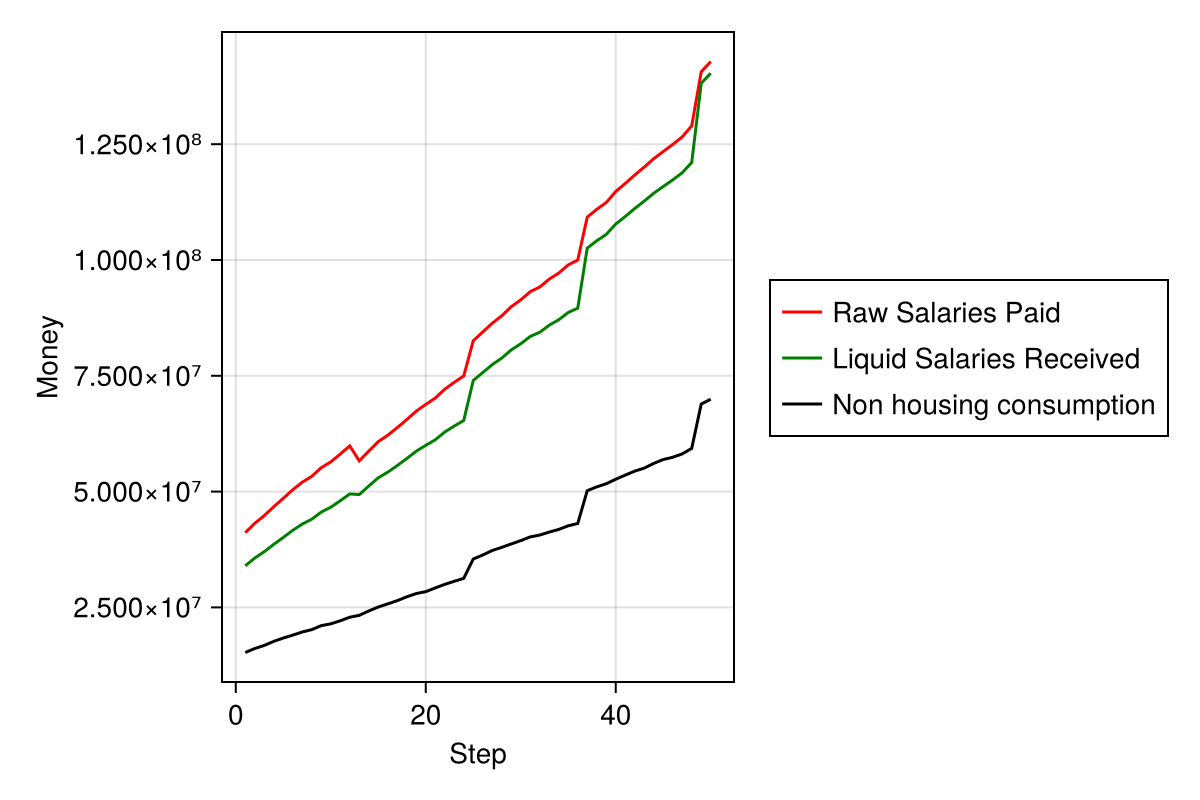 Money
1.250×10⁸
1.000×10⁸
7.500×10⁷
5.000×10⁷
2.500×10⁷
0 20 40
Step
Raw Salaries Paid
Liquid Salaries Received
Non housing consumption